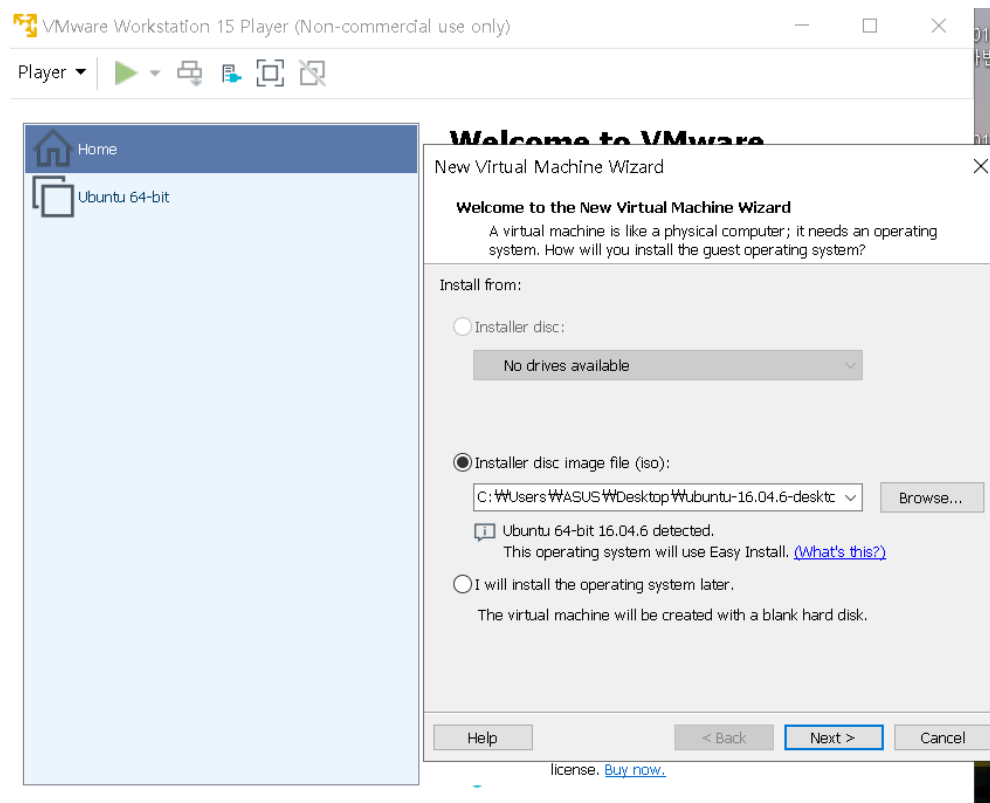 VMware Workstation 15 Player (Non-commercial use only)
Player
Home
Ubuntu 64-bit
Welcome to VMware
New Virtual Machine Wizard
Welcome to the New Virtual Machine Wizard
A virtual machine is like a physical computer; it needs an operating
system. How will you install the guest operating system?
Install from:
Installer disc:
No drives available
Installer disc image file (iso):
C:₩Users₩ASUS₩Desktop₩ubuntu-16.04.6-deskto
Browse...
Ubuntu 64-bit 16.04.6 detected.
This operating system will use Easy Install. (What's this?)
I will install the operating system later.
The virtual machine will be created with a blank hard disk.
Help
< Back
Next >
Cancel
license. Buy now.